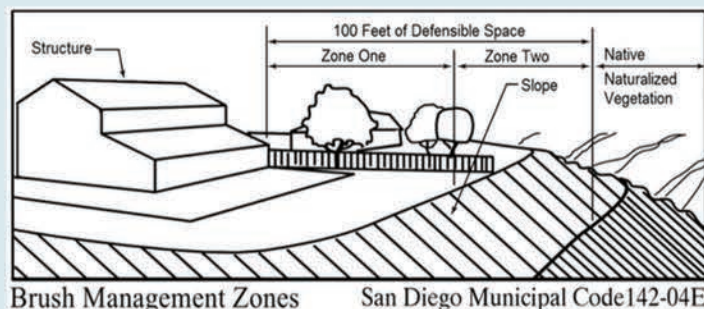 100 Feet of Defensible Space
Structure
Zone One
Zone Two
Native
Naturalized
Vegetation
Slope
Brush Management Zones
San Diego Municipal Code142-04E